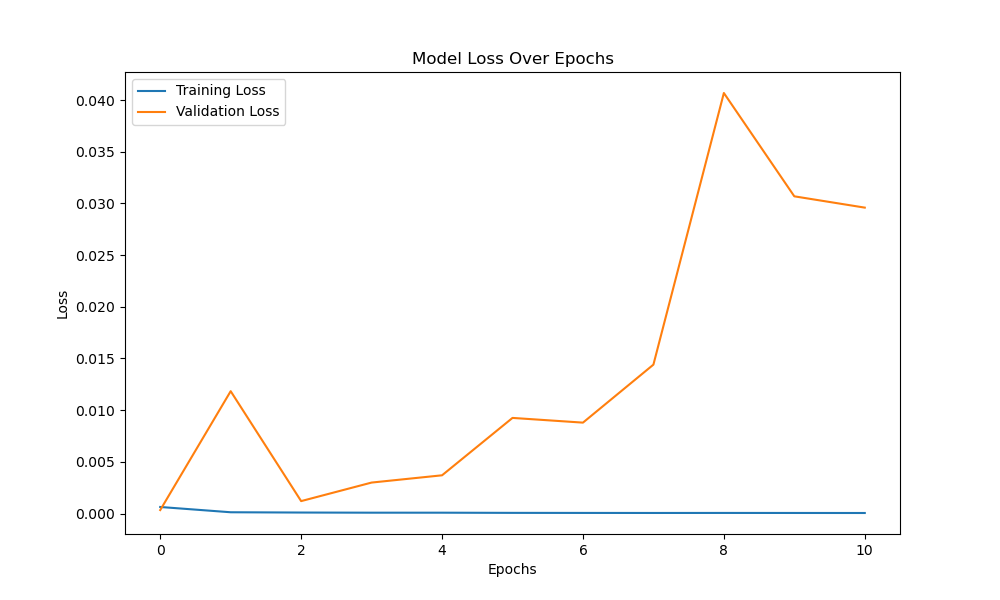 Model Loss Over Epochs
Training Loss
Validation Loss
0.040
0.035
0.030
0.025
0.020
0.015
0.010
0.005
0.000
Loss
0 2 4 6 8 10
Epochs